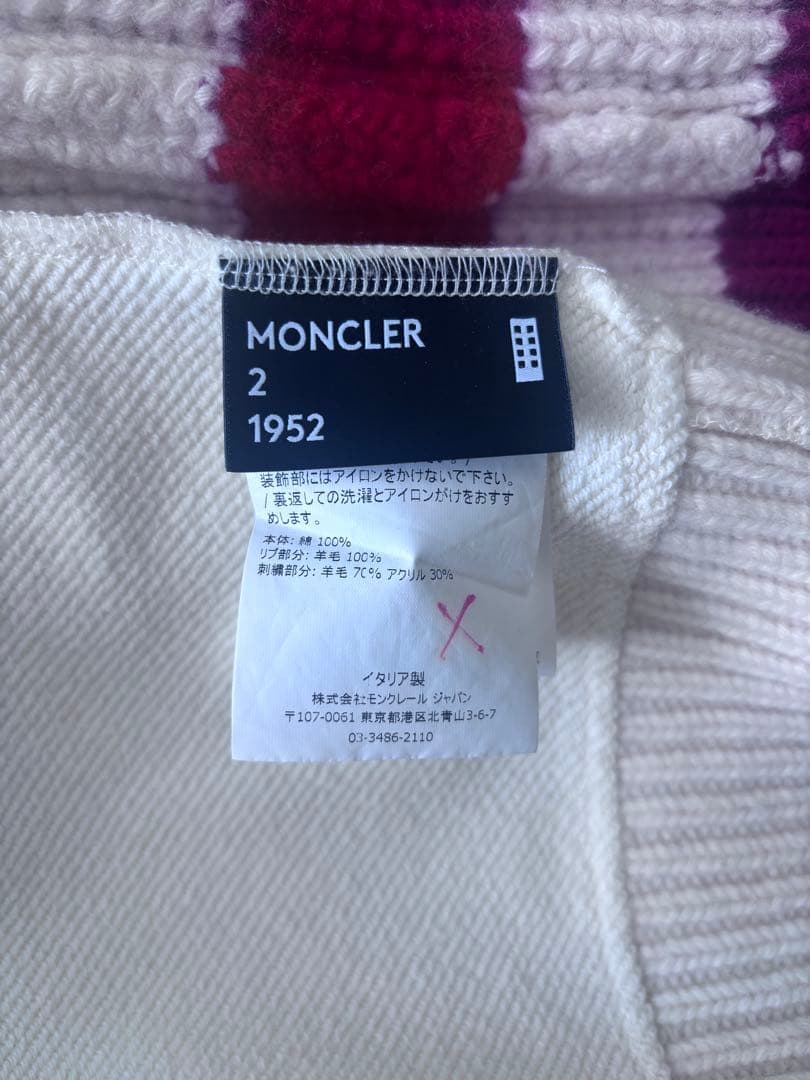 MONCLER
2
1952
装飾部にはアイロンをかけないで下さい。
/ 裏返しての洗濯とアイロンがけをおすす
めします。
本体: 綿 100%
リブ部分: 羊毛 100%
刺繍部分: 羊毛 70% アクリル 30%
X
イタリア製
株式会社モンクレール ジャパン
〒107-0061 東京都港区北青山3-6-7
03-3486-2110